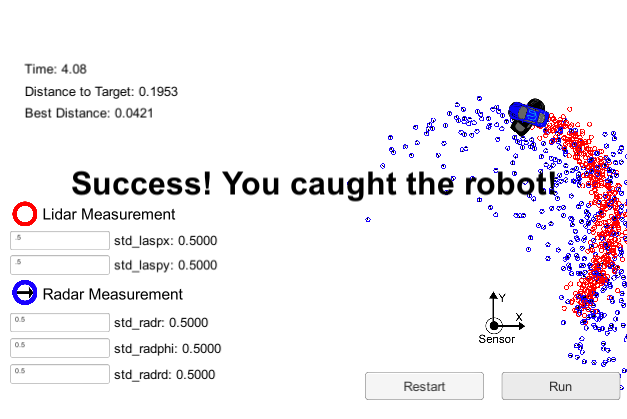 Time: 4.08
Distance to Target: 0.1953
Best Distance: 0.0421
Success! You caught the robot!
Lidar Measurement
.5 std_laspx: 0.5000
.5 std_laspy: 0.5000
Radar Measurement
0.5 std_radr: 0.5000
0.5 std_radphi: 0.5000
0.5 std_radrd: 0.5000
Y
X
Sensor
Restart Run